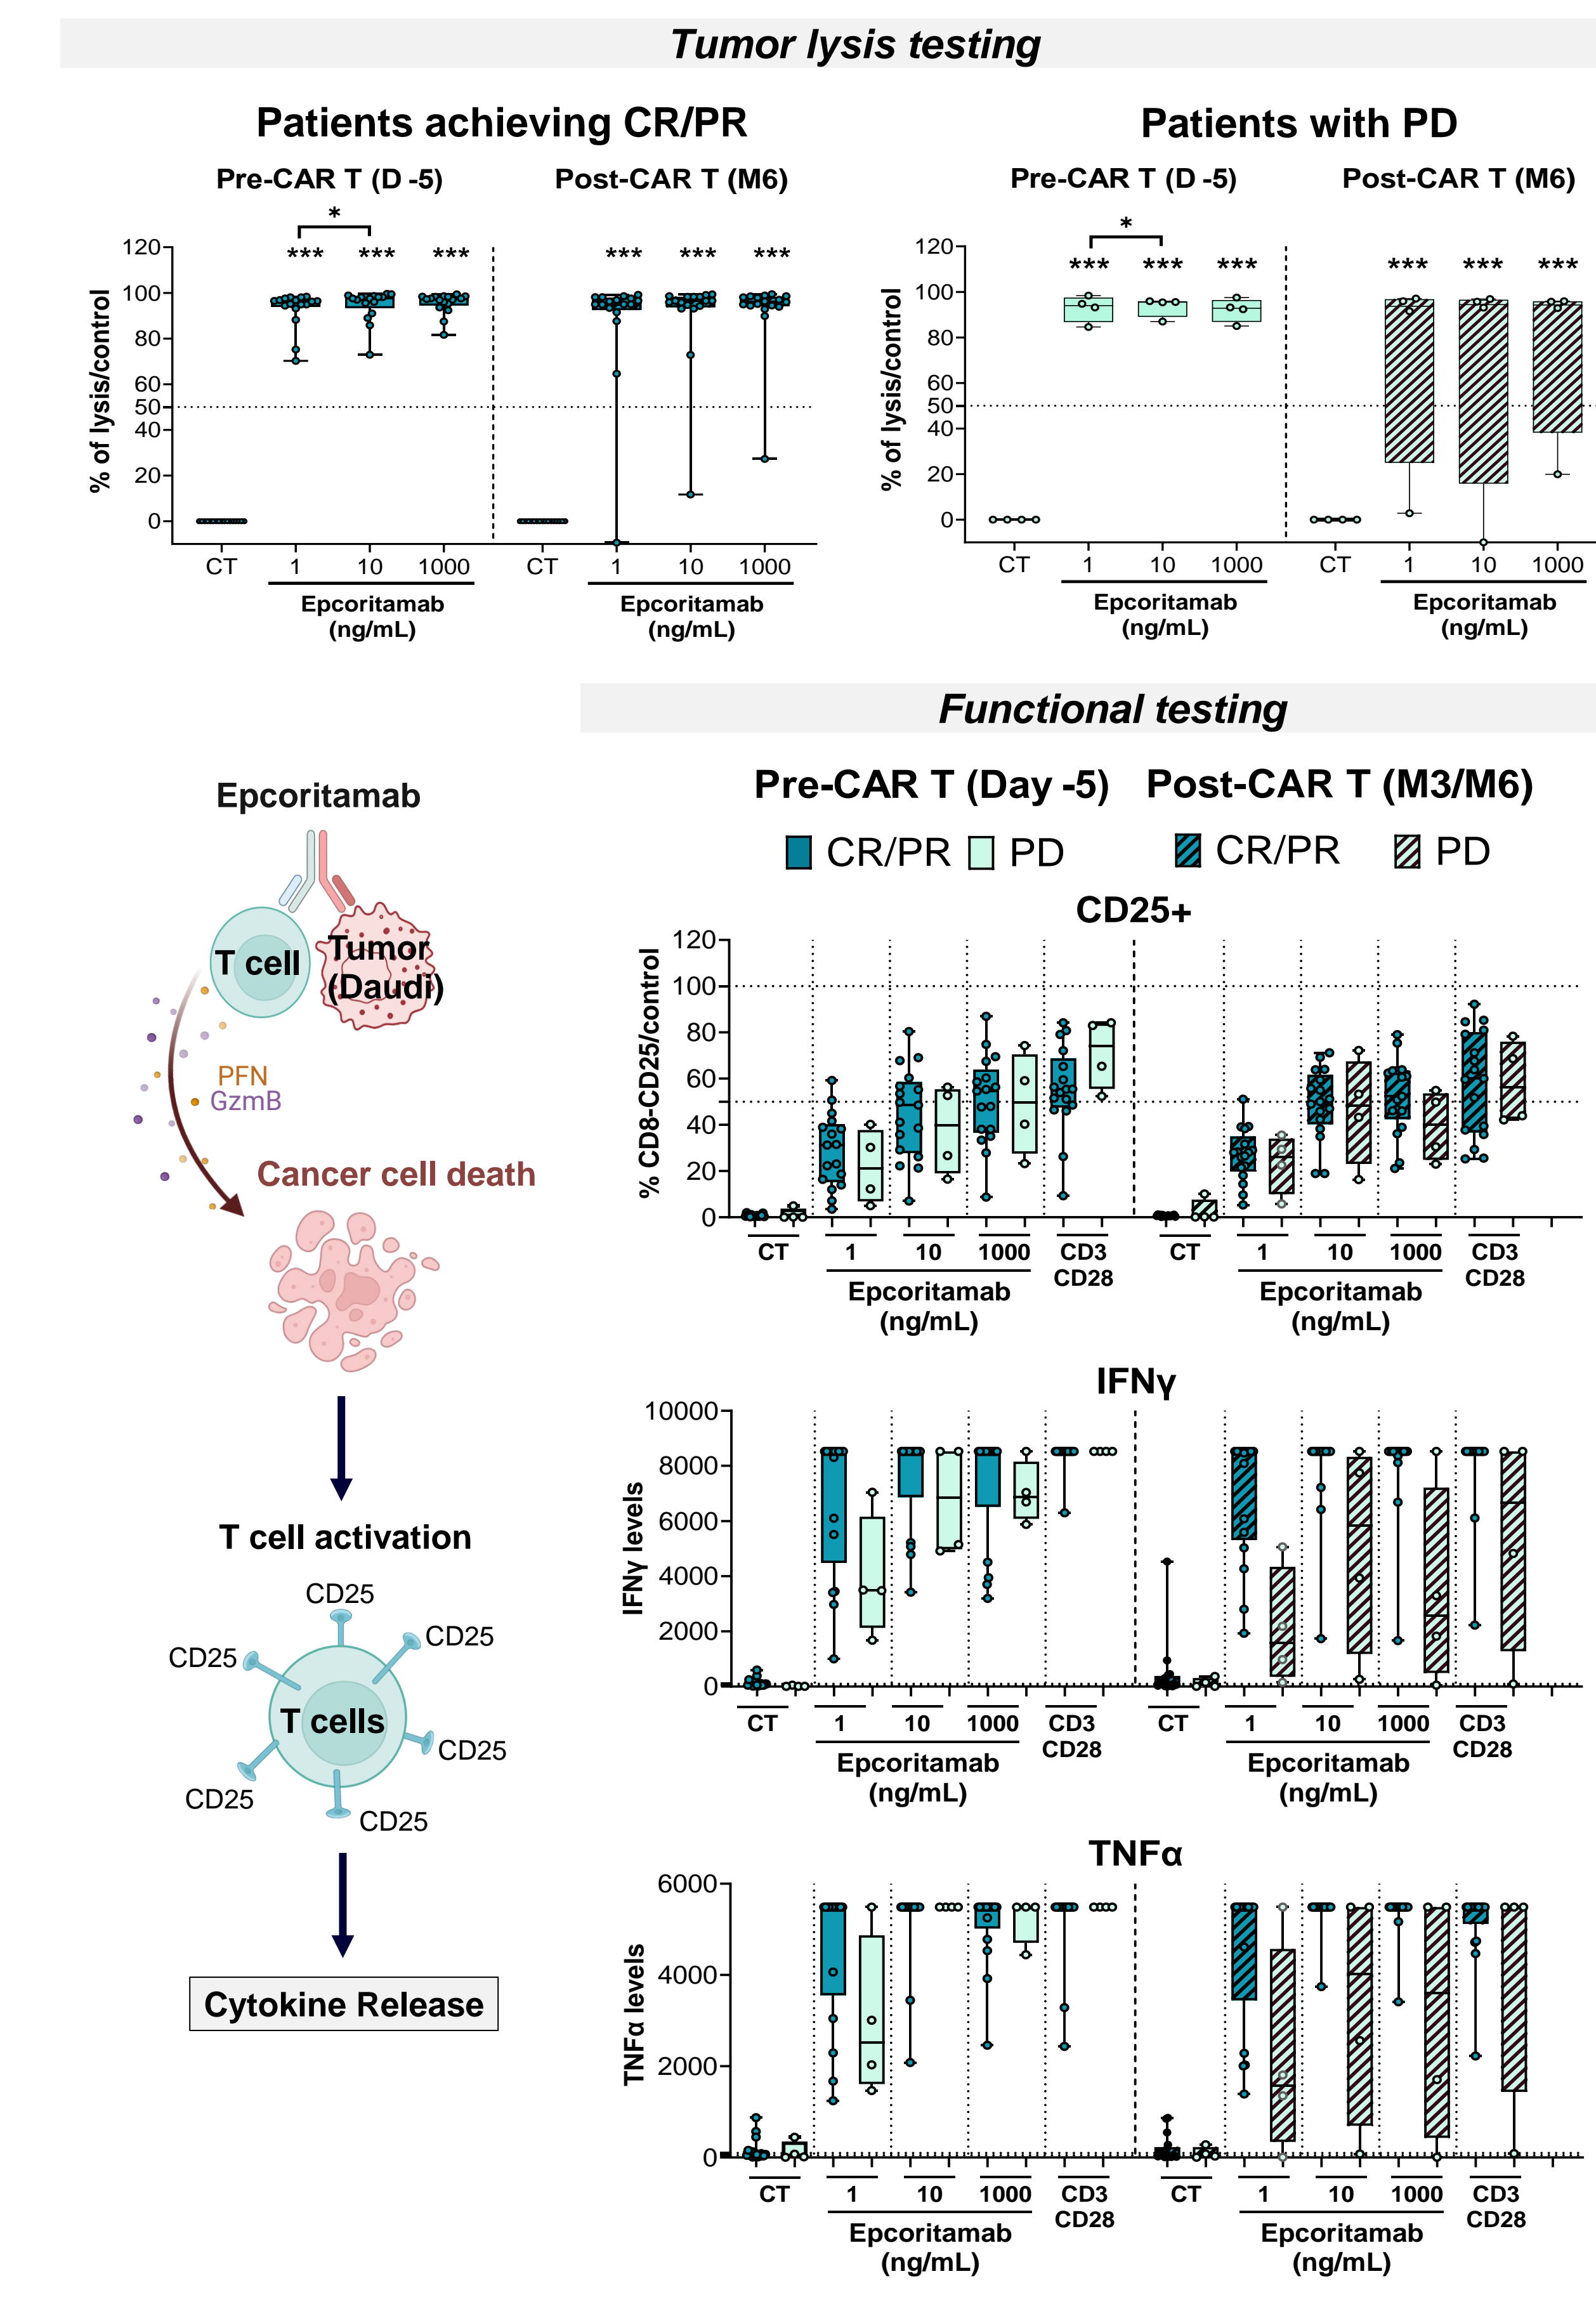 Tumor lysis testing
Patients achieving CR/PR
Pre-CAR T (D -5)
Post-CAR T (M6)
*
*** *** *** *** *** ***
% of lysis/control
120
100
80
60
50
40
20
0
CT 1 10 1000 CT 1 10 1000
Epcoritamab
(ng/mL)
Epcoritamab
(ng/mL)
Patients with PD
Pre-CAR T (D -5)
Post-CAR T (M6)
*
*** *** *** *** *** ***
% of lysis/control
120
100
80
60
50
40
20
0
CT 1 10 1000 CT 1 10 1000
Epcoritamab
(ng/mL)
Epcoritamab
(ng/mL)
Epcoritamab
T cell
Tumor
(Daudi)
PFN
GzmB
Cancer cell death
T cell activation
CD25
CD25
CD25
T cells
CD25
CD25
CD25
Cytokine Release
Functional testing
Pre-CAR T (Day -5) Post-CAR T (M3/M6)
CR/PR PD CR/PR PD
CD25+
% CD8-CD25/control
120
100
80
60
40
20
0
CT 1 10 1000 CD3 CT 1 10 1000 CD3
CD28 CD28
Epcoritamab Epcoritamab
(ng/mL) (ng/mL)
IFNγ
IFNγ levels
10000
8000
6000
4000
2000
0
CT 1 10 1000 CD3 CT 1 10 1000 CD3
CD28 CD28
Epcoritamab Epcoritamab
(ng/mL) (ng/mL)
TNFα
TNFα levels
6000
4000
2000
0
CT 1 10 1000 CD3 CT 1 10 1000 CD3
CD28 CD28
Epcoritamab Epcoritamab
(ng/mL) (ng/mL)